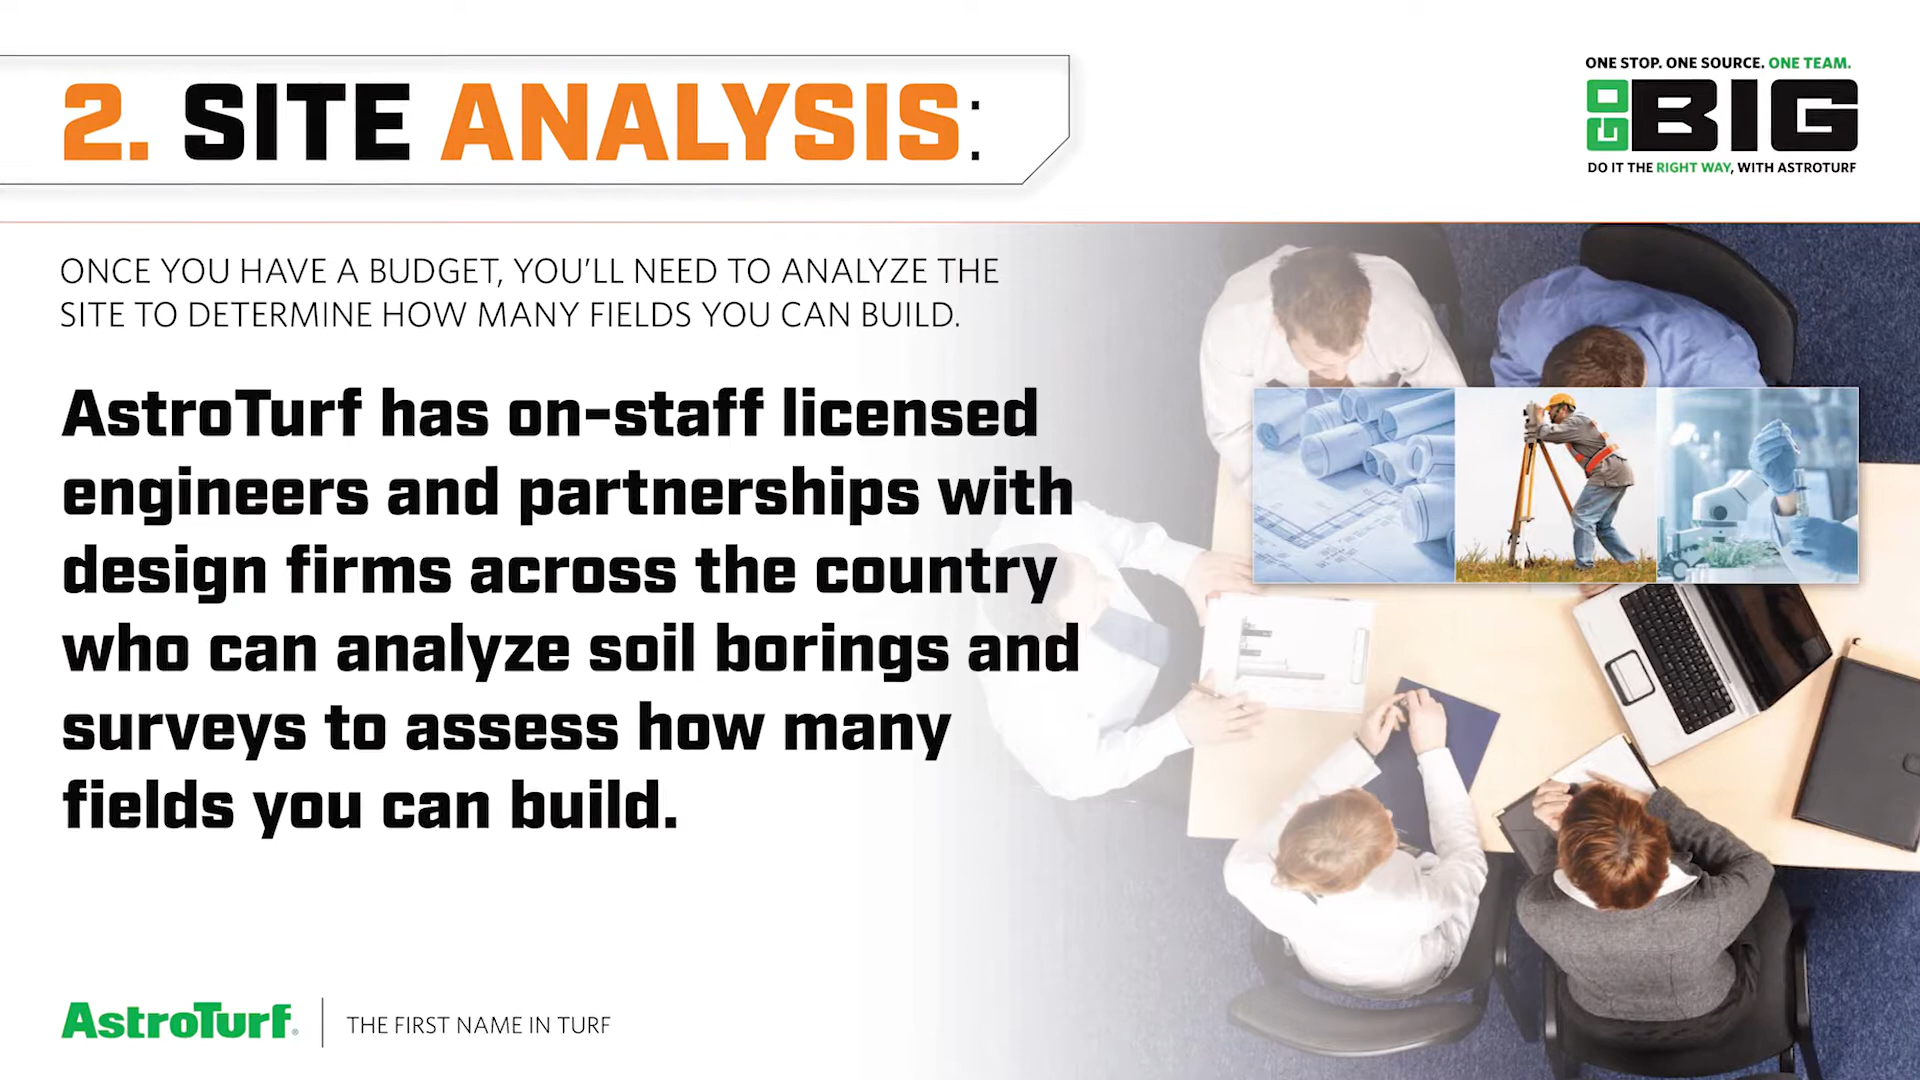 2. SITE ANALYSIS:
ONE STOP. ONE SOURCE. ONE TEAM.
GO BIG
DO IT THE RIGHT WAY, WITH ASTROTURF
ONCE YOU HAVE A BUDGET, YOU'LL NEED TO ANALYZE THE
SITE TO DETERMINE HOW MANY FIELDS YOU CAN BUILD.
AstroTurf has on-staff licensed
engineers and partnerships with
design firms across the country
who can analyze soil borings and
surveys to assess how many
fields you can build.
AstroTurf® THE FIRST NAME IN TURF